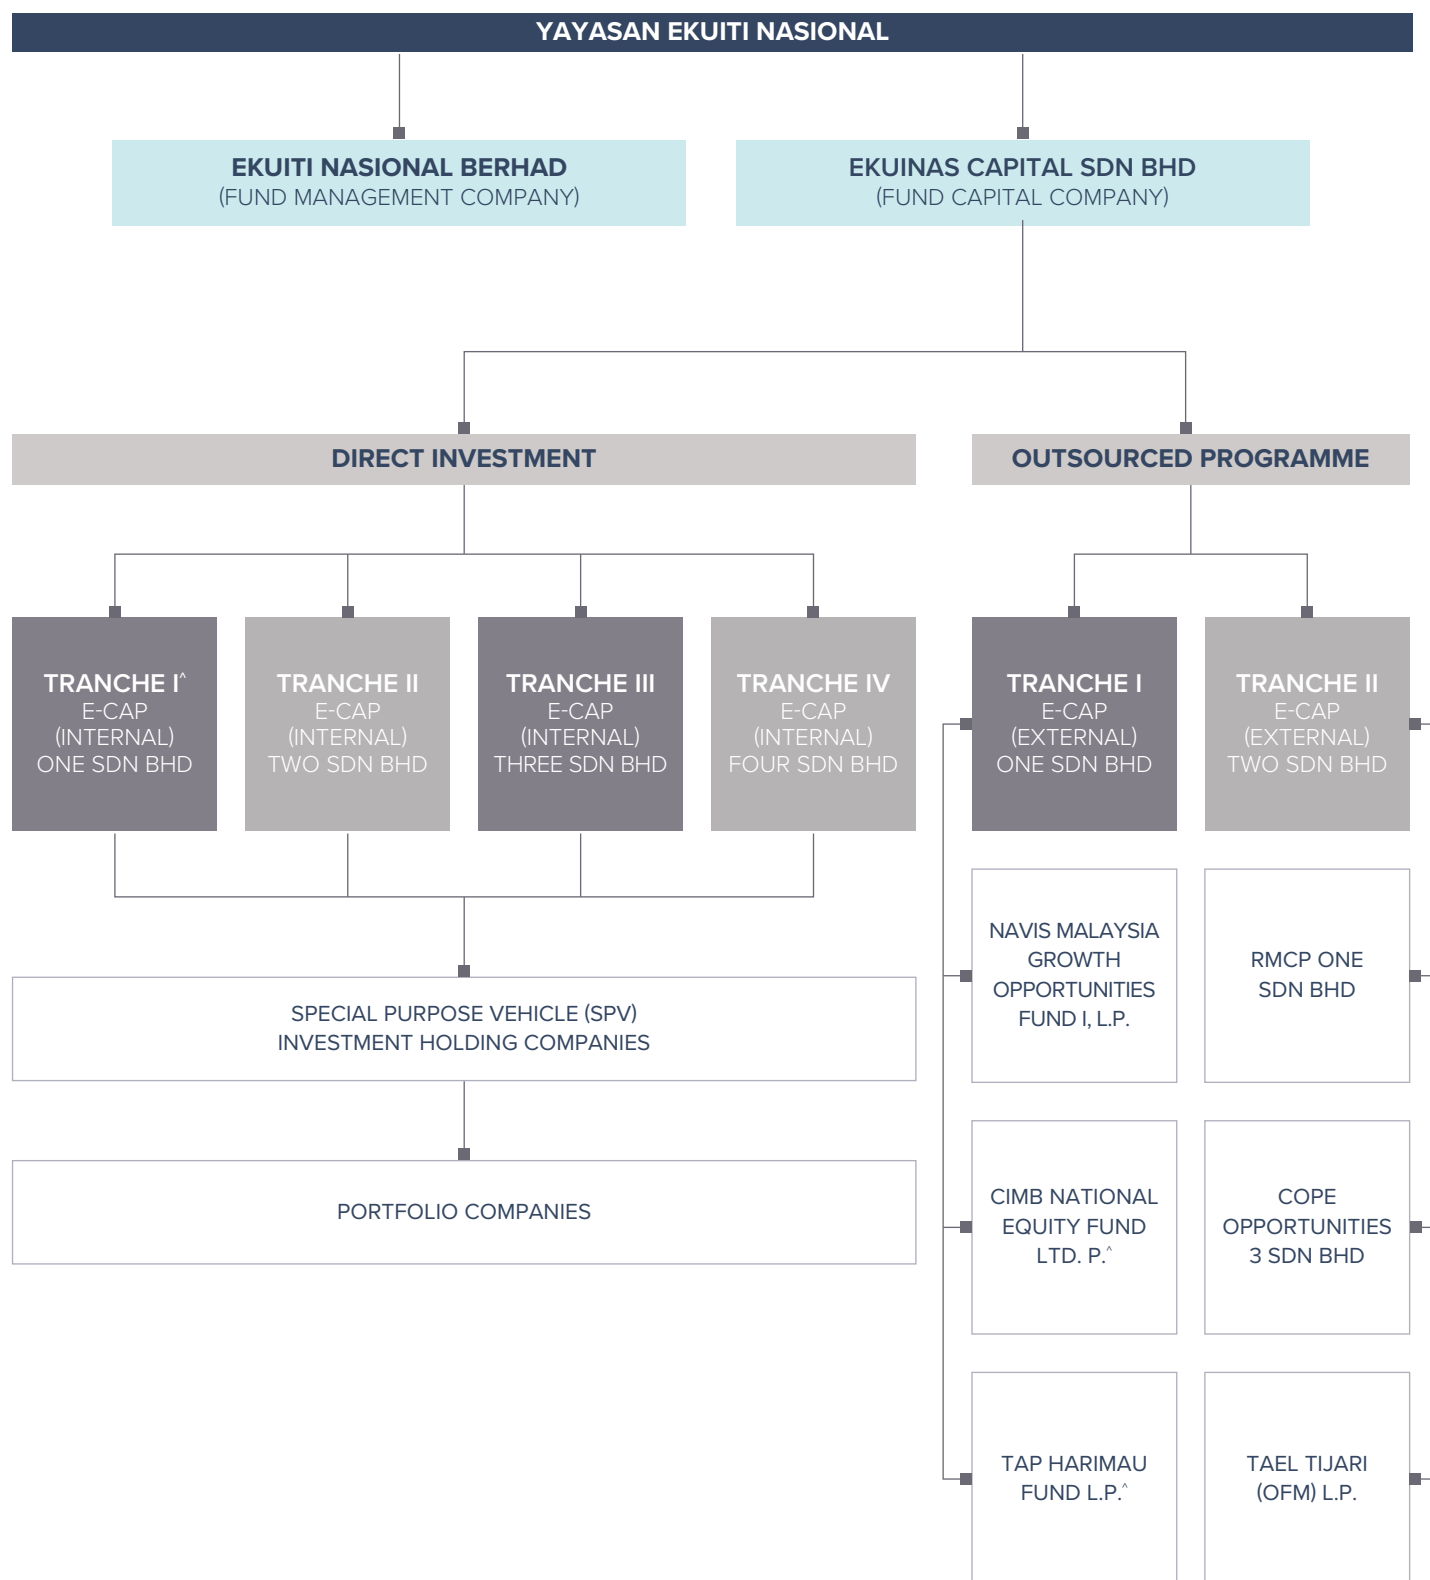 YAYASAN EKUITI NASIONAL
EKUITI NASIONAL BERHAD
(FUND MANAGEMENT COMPANY)
EKUINAS CAPITAL SDN BHD
(FUND CAPITAL COMPANY)
DIRECT INVESTMENT
OUTSOURCED PROGRAMME
TRANCHE I^
E-CAP
(INTERNAL)
ONE SDN BHD
TRANCHE II
E-CAP
(INTERNAL)
TWO SDN BHD
TRANCHE III
E-CAP
(INTERNAL)
THREE SDN BHD
TRANCHE IV
E-CAP
(INTERNAL)
FOUR SDN BHD
TRANCHE I
E-CAP
(EXTERNAL)
ONE SDN BHD
TRANCHE II
E-CAP
(EXTERNAL)
TWO SDN BHD
SPECIAL PURPOSE VEHICLE (SPV)
INVESTMENT HOLDING COMPANIES
PORTFOLIO COMPANIES
NAVIS MALAYSIA
GROWTH
OPPORTUNITIES
FUND I, L.P.
RMCP ONE
SDN BHD
CIMB NATIONAL
EQUITY FUND
LTD. P.^
COPE
OPPORTUNITIES
3 SDN BHD
TAP HARIMAU
FUND L.P.^
TAEL TIJARI
(OFM) L.P.